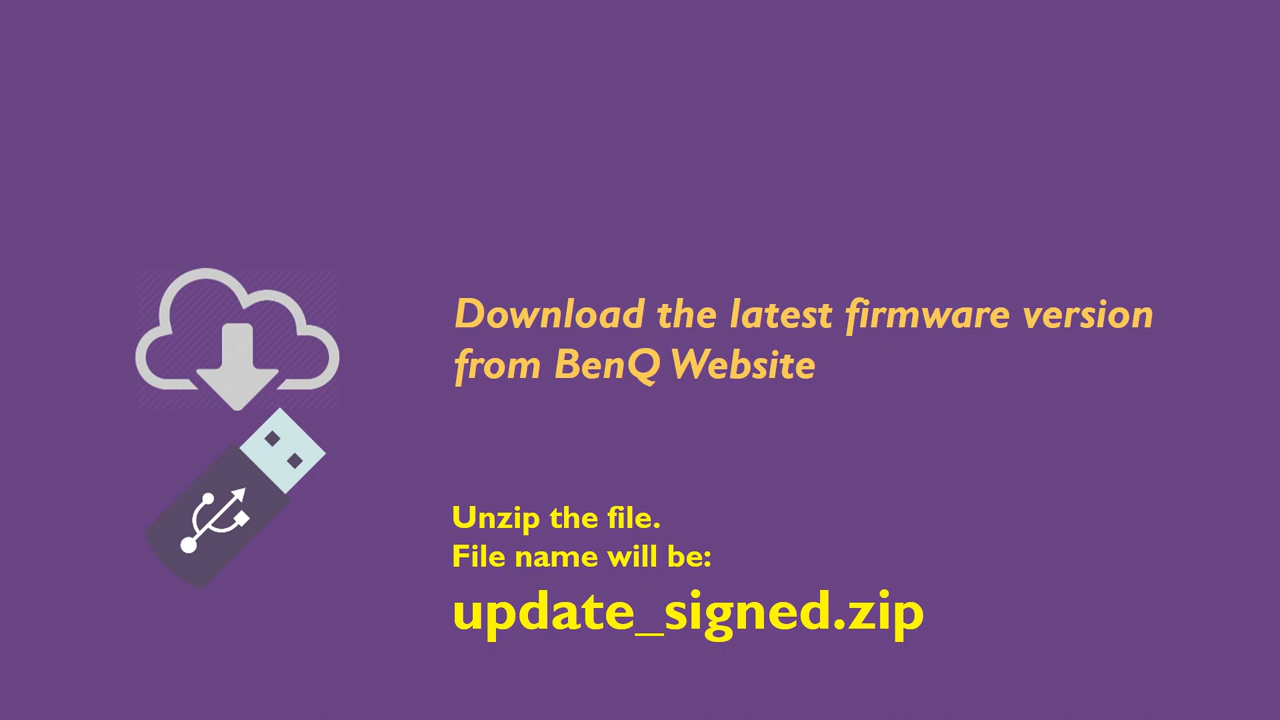 Download the latest firmware version
from BenQ Website
Unzip the file.
File name will be:
update_signed.zip